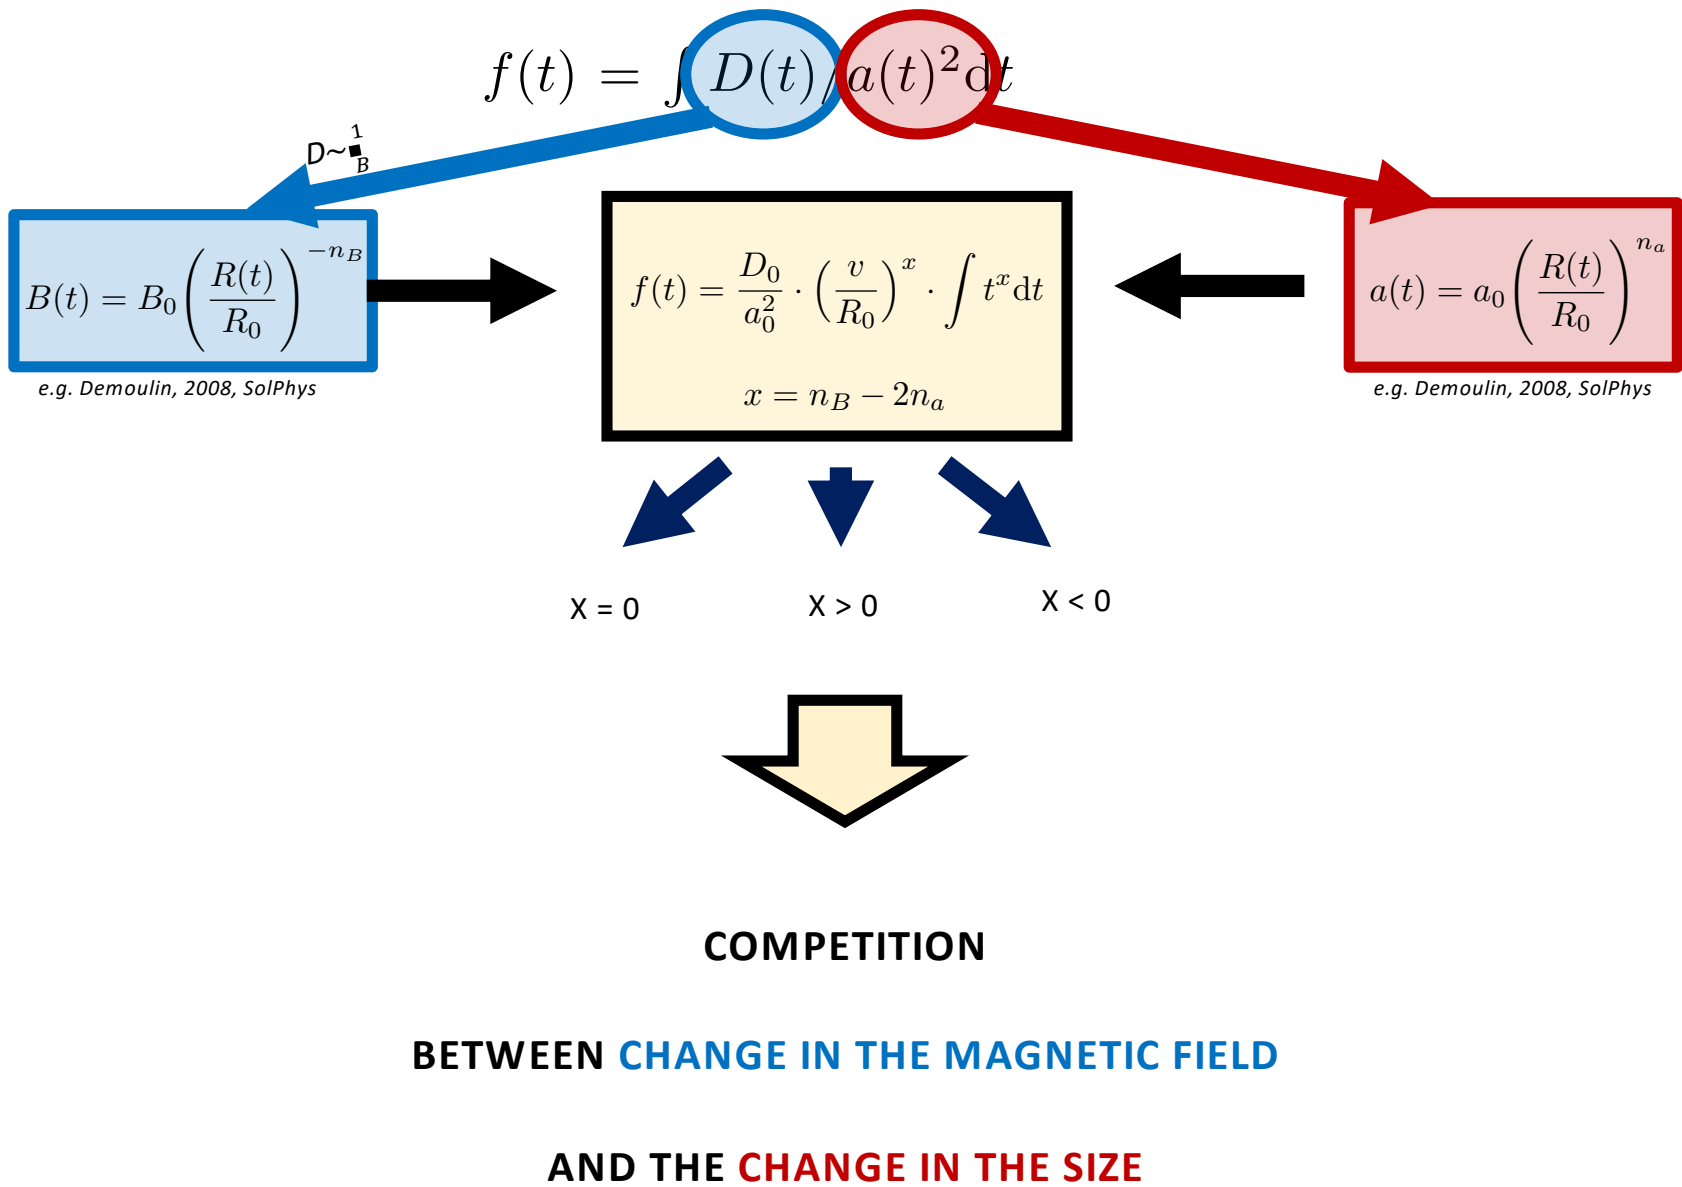 f(t) = ∫ D(t)/a(t)²dt
D~1/B
B(t) = B₀(R(t)/R₀)^(−n_B)
e.g. Demoulin, 2008, SolPhys
f(t) = D₀/a₀² · (v/R₀)^x · ∫ t^x dt
x = n_B − 2n_a
a(t) = a₀(R(t)/R₀)^(n_a)
e.g. Demoulin, 2008, SolPhys
X = 0
X > 0
X < 0
COMPETITION
BETWEEN CHANGE IN THE MAGNETIC FIELD
AND THE CHANGE IN THE SIZE